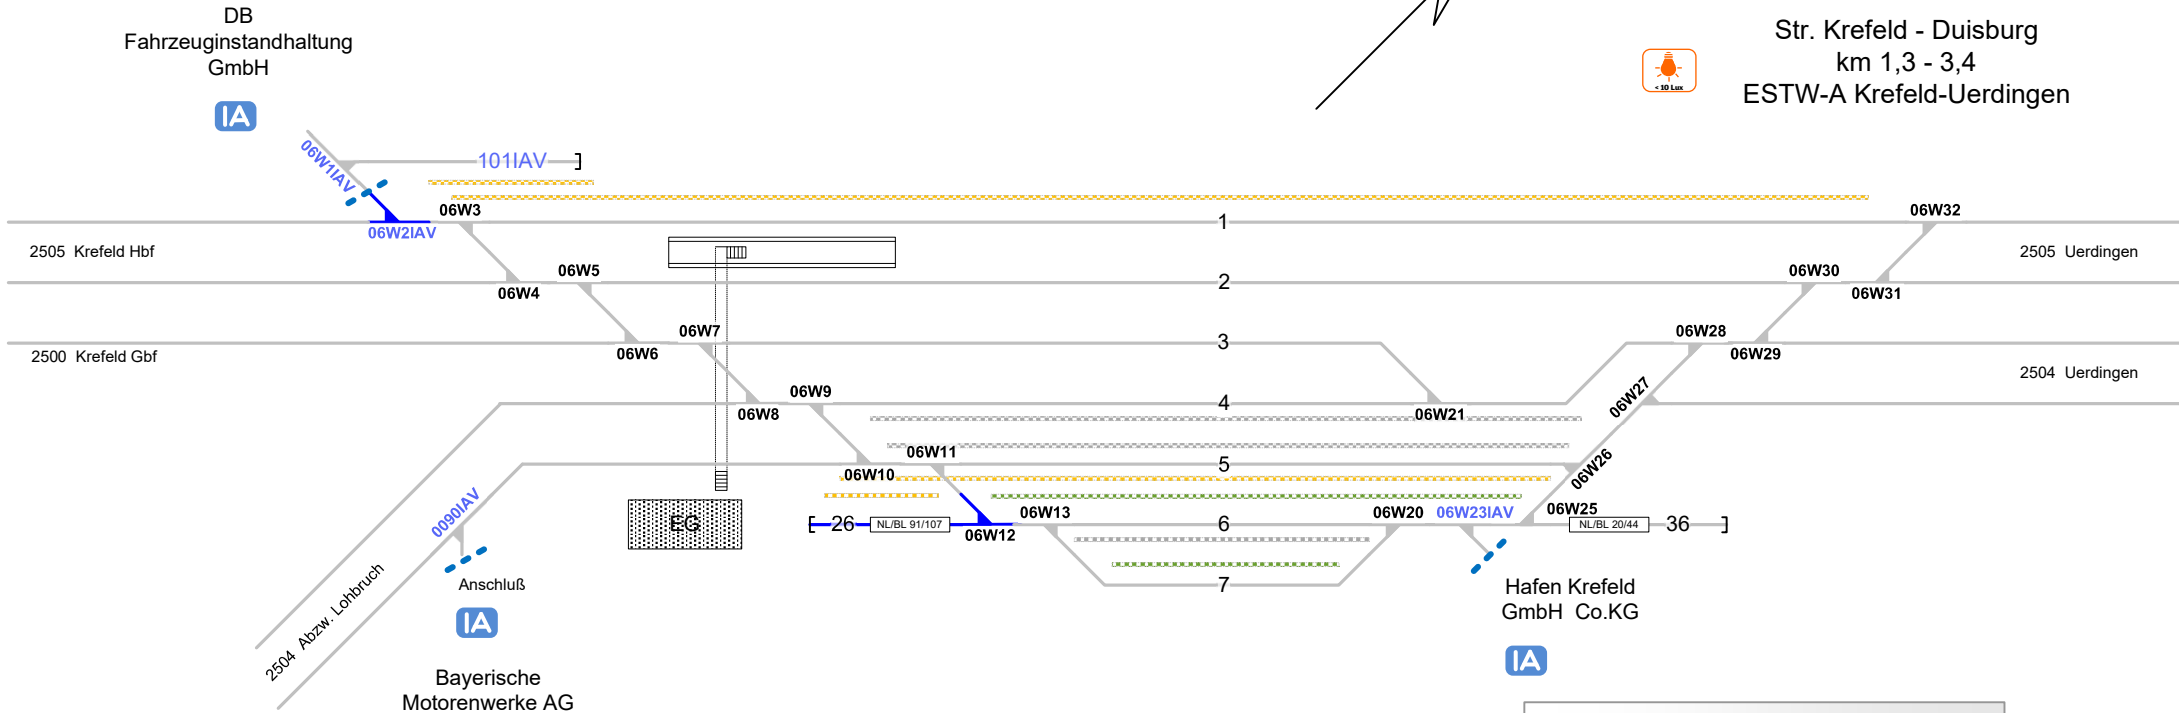 DB
Fahrzeuginstandhaltung
GmbH
IA
Str. Krefeld - Duisburg
km 1,3 - 3,4
ESTW-A Krefeld-Uerdingen
< 10 Lux
06W1IAV
101IAV
06W3
1
06W32
06W2IAV
2505 Krefeld Hbf
2505 Uerdingen
06W5
06W30
06W4
2
06W31
06W7
06W28
3
06W6
06W29
2500 Krefeld Gbf
2504 Uerdingen
06W9
06W27
4
06W8
06W21
06W11
5
06W10
06W26
0090IAV
EG
26
NL/BL 91/107
06W13
6
06W20
06W23IAV
06W25
NL/BL 20/44
36
06W12
7
2504 Abzw. Lohbruch
Anschluß
IA
Bayerische
Motorenwerke AG
Hafen Krefeld
GmbH Co.KG
IA